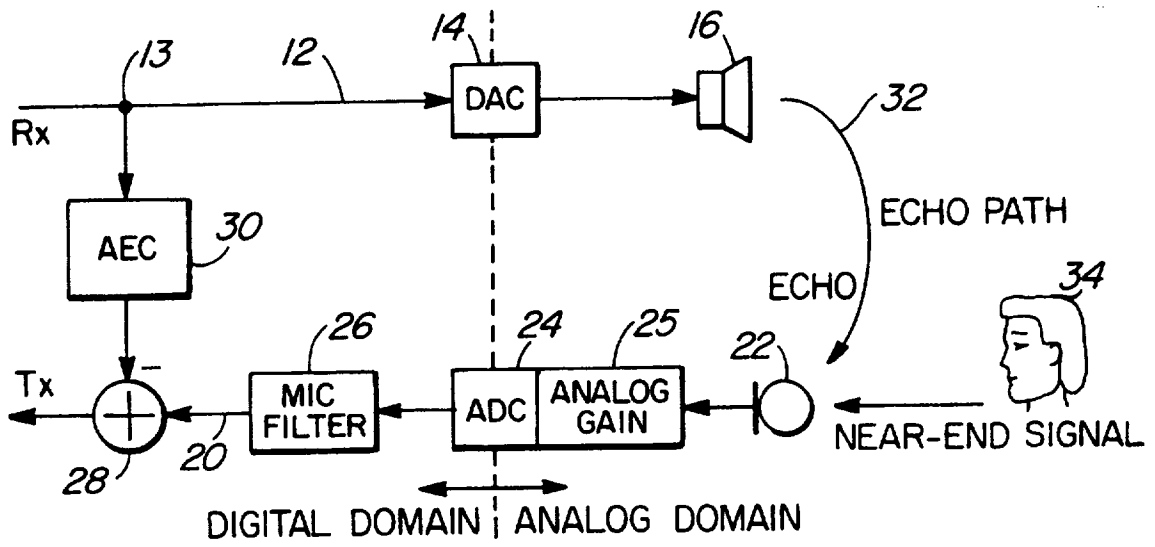 13
12
14
16
DAC
32
Rx
AEC
30
ECHO PATH
ECHO
34
26
24
25
22
Tx
−
MIC
FILTER
ADC
ANALOG
GAIN
20
28
NEAR-END SIGNAL
DIGITAL DOMAIN
ANALOG DOMAIN